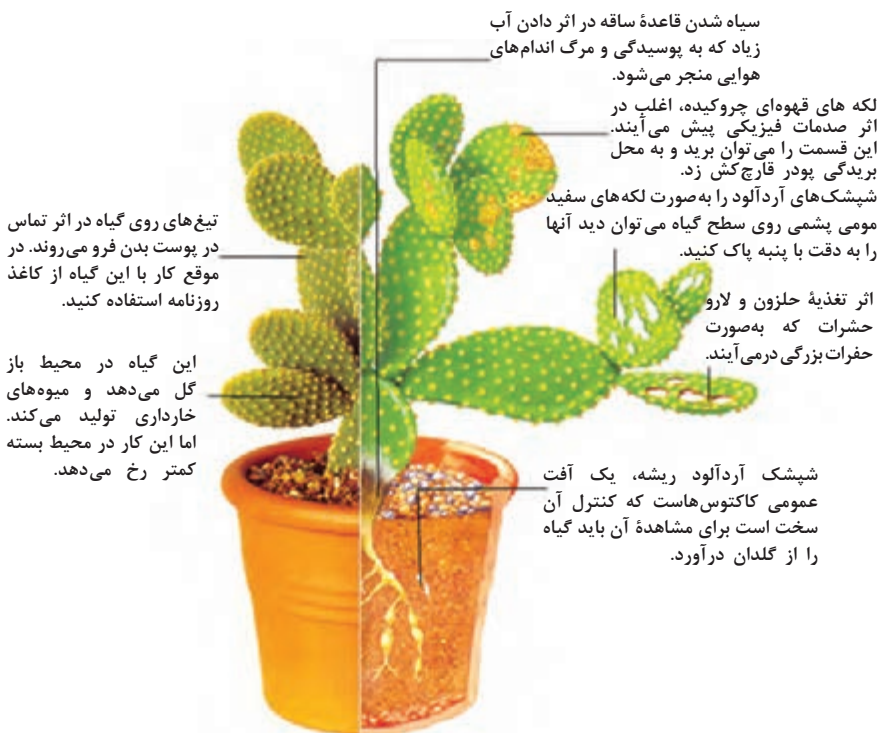 سیاه شدن قاعدهٔ ساقه در اثر دادن آب
زیاد که به پوسیدگی و مرگ اندام‌های
هوایی منجر می‌شود.
لکه های قهوه‌ای چروکیده، اغلب در
اثر صدمات فیزیکی پیش می‌آیند.
این قسمت را می‌توان برید و به محل
بریدگی پودر قارچ‌کش زد.
شپشک‌های آردآلود را به‌صورت لکه‌های سفید
مومی پشمی روی سطح گیاه می‌توان دید آنها
را به دقت با پنبه پاک کنید.
اثر تغذیهٔ حلزون و لارو
حشرات که به‌صورت
حفرات بزرگی درمی‌آیند.
شپشک آردآلود ریشه، یک آفت
عمومی کاکتوس‌هاست که کنترل آن
سخت است برای مشاهدهٔ آن باید گیاه
را از گلدان درآورد.
تیغ‌های روی گیاه در اثر تماس
در پوست بدن فرو می‌روند. در
موقع کار با این گیاه از کاغذ
روزنامه استفاده کنید.
این گیاه در محیط باز
گل می‌دهد و میوه‌های
خارداری تولید می‌کند.
اما این کار در محیط بسته
کمتر رخ می‌دهد.